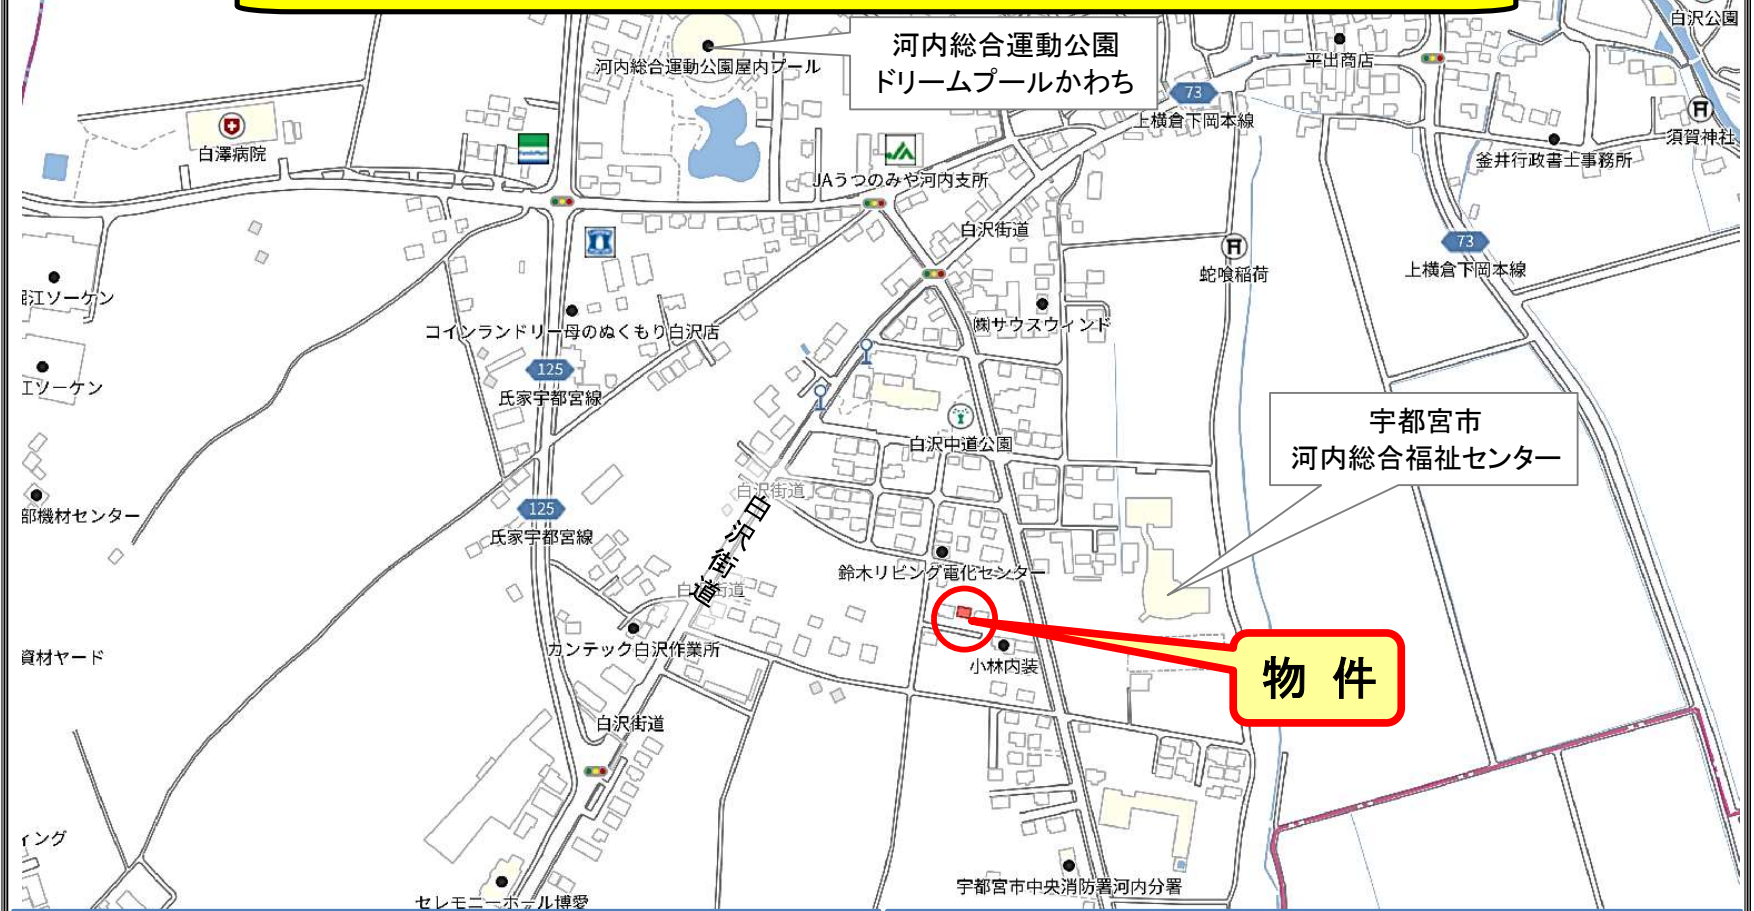 白沢公園
河内総合運動公園
ドリームプールかわち
河内総合運動公園屋内プール
平出商店
73
上横倉下岡本線
須賀神社
釜井行政書士事務所
白澤病院
JAうつのみや河内支所
白沢街道
73
上横倉下岡本線
蛇喰稲荷
江ソーケン
㈱サウスウィンド
コインランドリー母のぬくもり白沢店
江ソーケン
125
氏家宇都宮線
宇都宮市
河内総合福祉センター
白沢中道公園
白沢街道
部機材センター
125
氏家宇都宮線
白沢街道
鈴木リビング電化センター
カンテック白沢作業所
資材ヤード
小林内装
物 件
白沢街道
ィング
宇都宮市中央消防署河内分署
セレモニーホール博愛